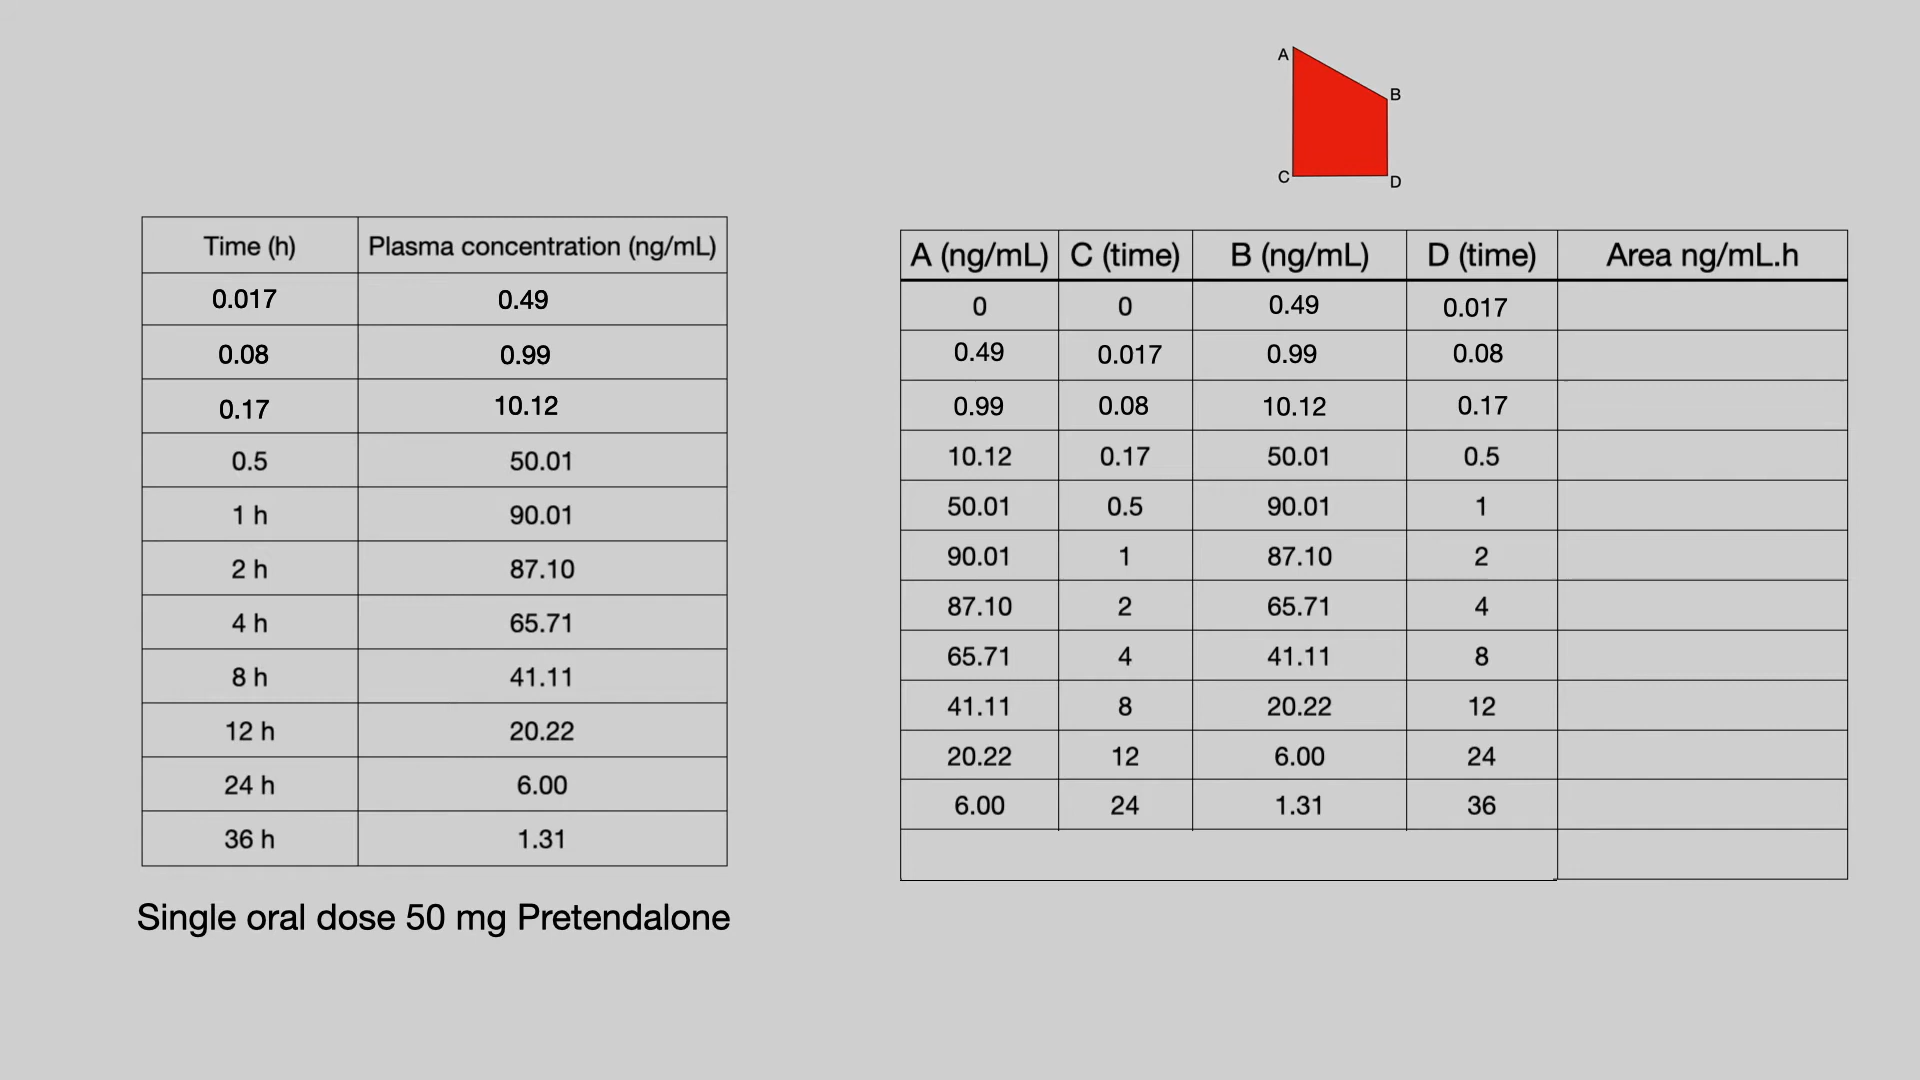 A
B
C
D
Time (h) Plasma concentration (ng/mL)
0.017 0.49
0.08 0.99
0.17 10.12
0.5 50.01
1 h 90.01
2 h 87.10
4 h 65.71
8 h 41.11
12 h 20.22
24 h 6.00
36 h 1.31
Single oral dose 50 mg Pretendalone
A (ng/mL) C (time) B (ng/mL) D (time) Area ng/mL.h
0 0 0.49 0.017
0.49 0.017 0.99 0.08
0.99 0.08 10.12 0.17
10.12 0.17 50.01 0.5
50.01 0.5 90.01 1
90.01 1 87.10 2
87.10 2 65.71 4
65.71 4 41.11 8
41.11 8 20.22 12
20.22 12 6.00 24
6.00 24 1.31 36